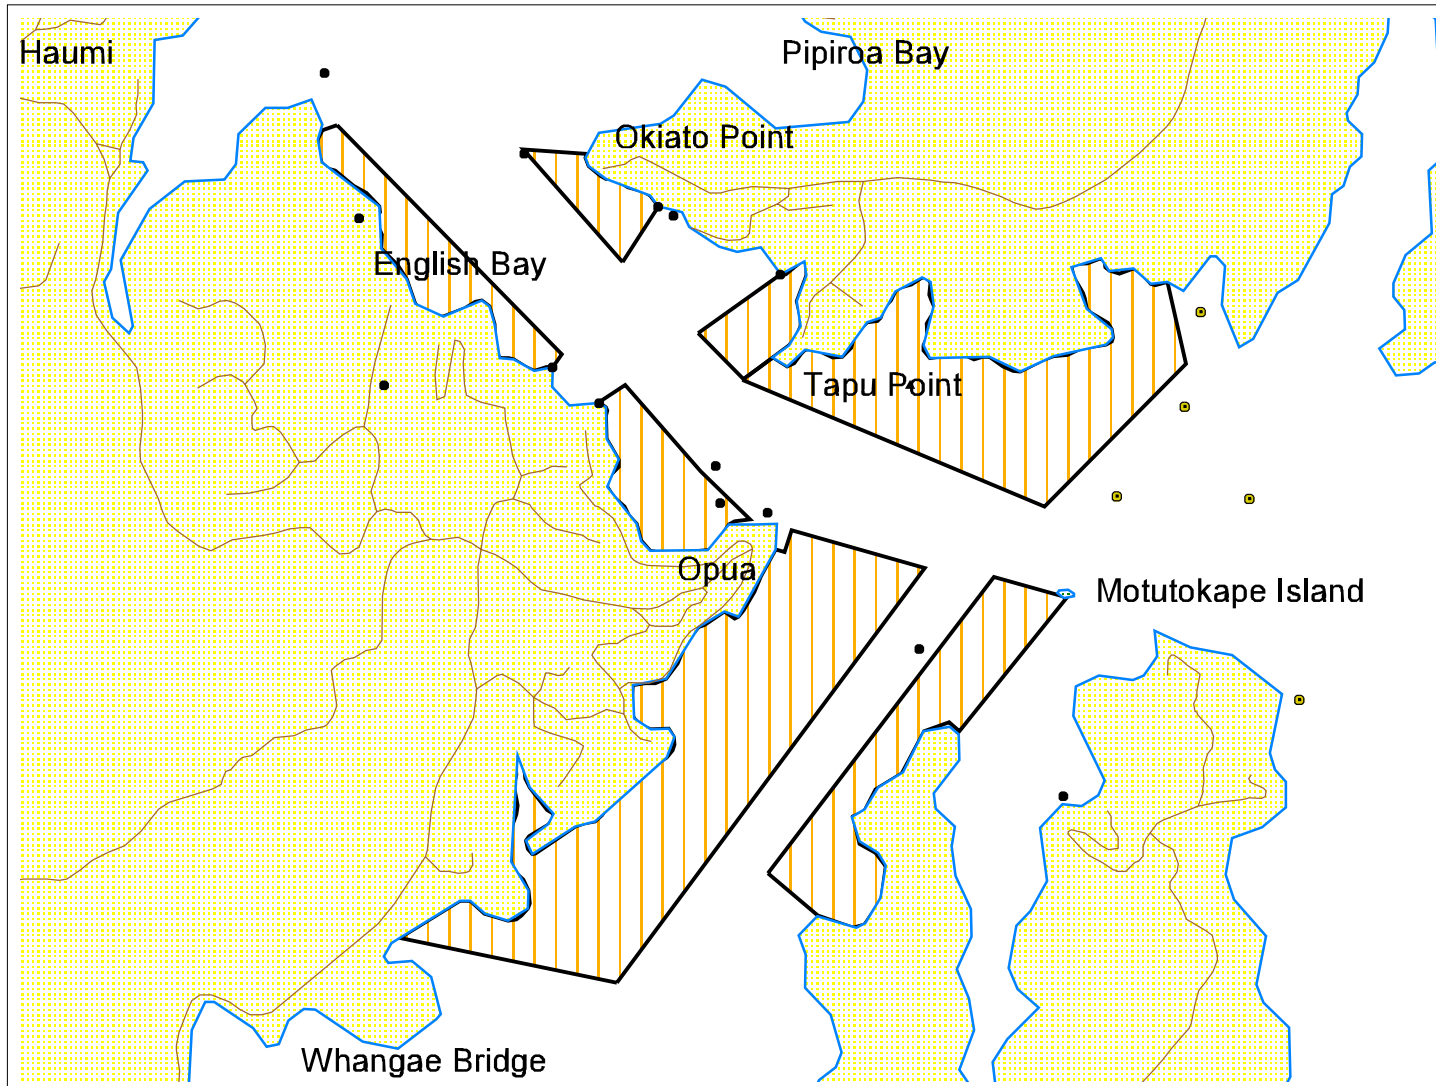 Haumi
Pipiroa Bay
Okiato Point
English Bay
Tapu Point
Opua
Motutokape Island
Whangae Bridge